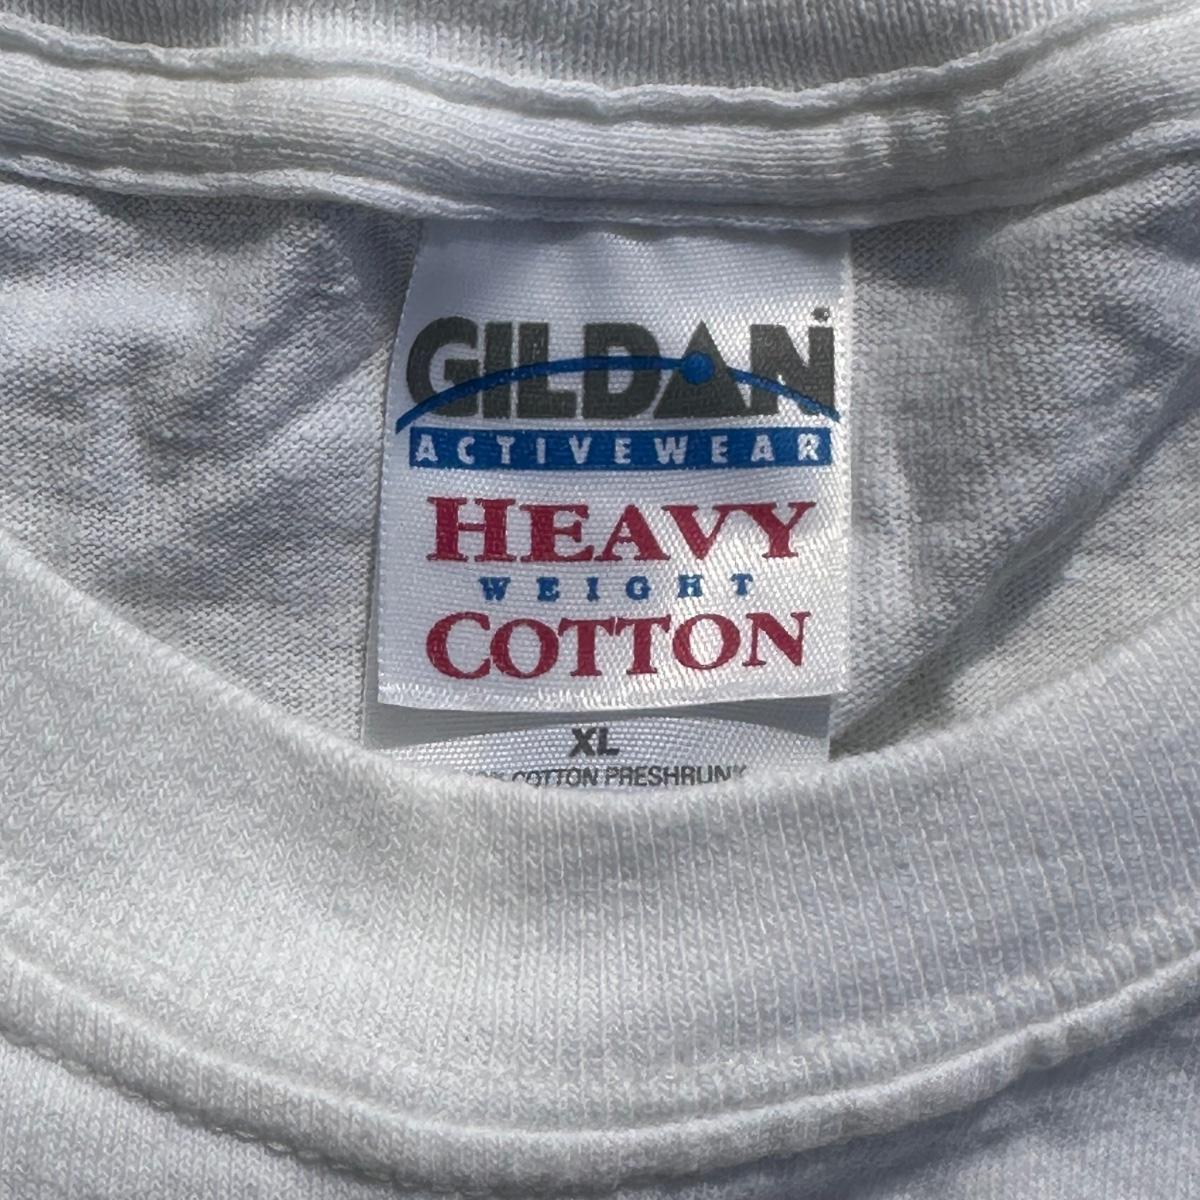 GILDAN®
ACTIVEWEAR
HEAVY
WEIGHT
COTTON
XL
COTTON PRESHRUNK